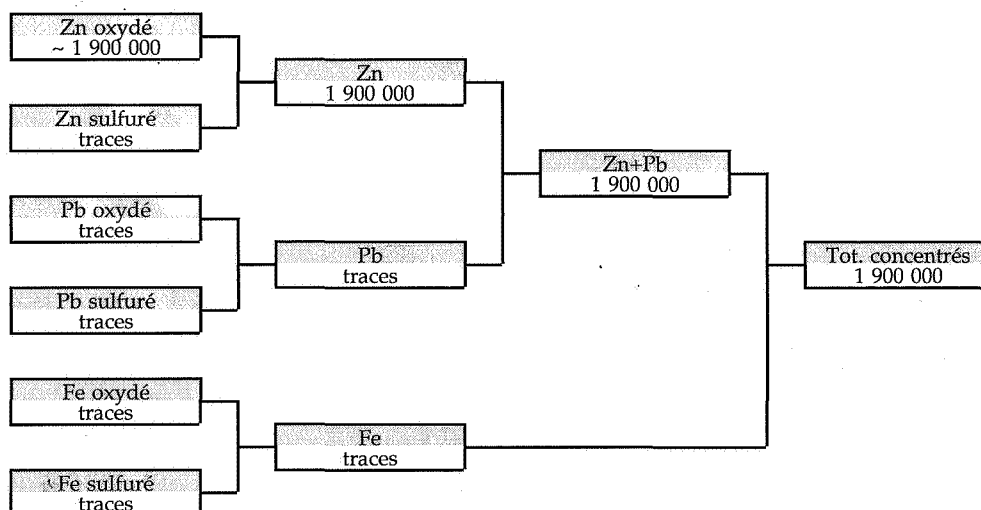 Zn oxydé
~ 1 900 000
Zn sulfuré
traces
Pb oxydé
traces
Pb sulfuré
traces
Fe oxydé
traces
Fe sulfuré
traces
Zn
1 900 000
Pb
traces
Fe
traces
Zn+Pb
1 900 000
Tot. concentrés
1 900 000